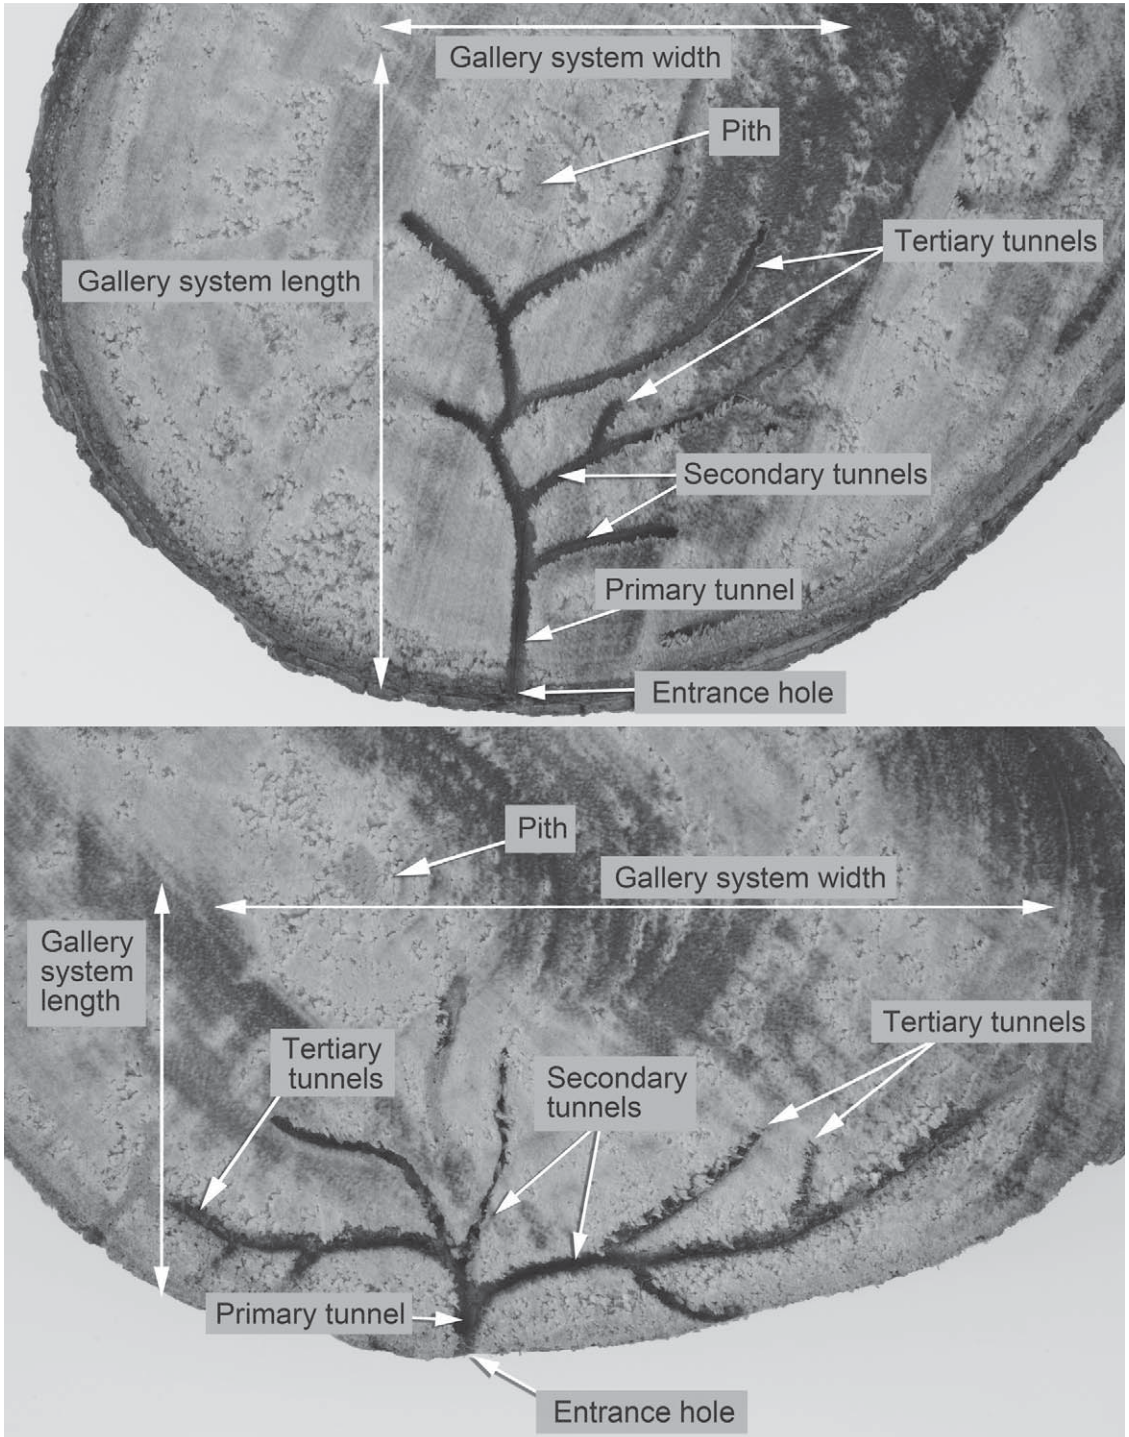 Gallery system width
Pith
Tertiary tunnels
Gallery system length
Secondary tunnels
Primary tunnel
Entrance hole
Pith
Gallery system width
Gallery
system
length
Tertiary tunnels
Tertiary
tunnels
Secondary
tunnels
Primary tunnel
Entrance hole